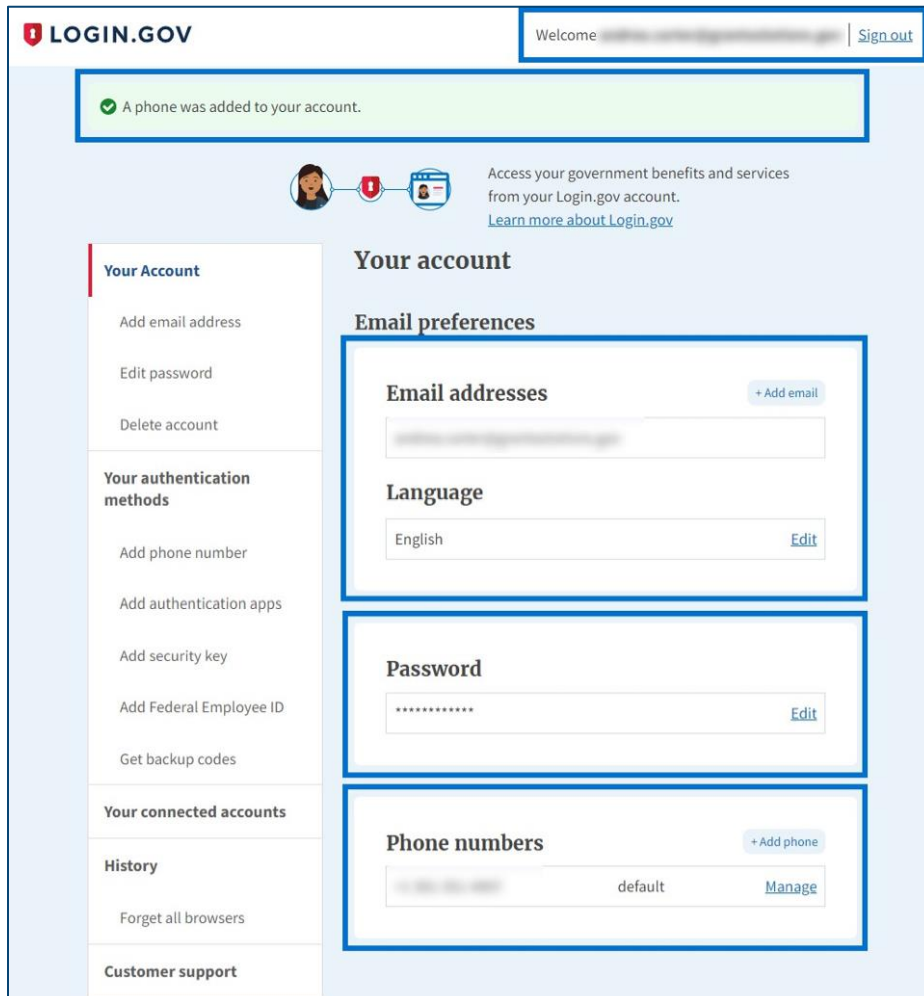 LOGIN.GOV
Welcome
Sign out
A phone was added to your account.
Access your government benefits and services
from your Login.gov account.
Learn more about Login.gov
Your Account
Add email address
Edit password
Delete account
Your authentication
methods
Add phone number
Add authentication apps
Add security key
Add Federal Employee ID
Get backup codes
Your connected accounts
History
Forget all browsers
Customer support
Your account
Email preferences
Email addresses
+ Add email
Language
English
Edit
Password
************
Edit
Phone numbers
+ Add phone
default
Manage